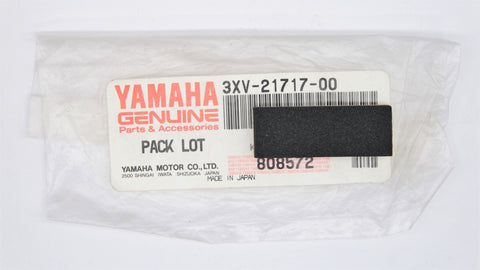 YAMAHA
GENUINE
Parts & Accessories
3XV-21717-00
PACK LOT
808572
YAMAHA MOTOR CO.,LTD.
2500 SHINGAI IWATA SHIZUOKA JAPAN
MADE IN JAPAN